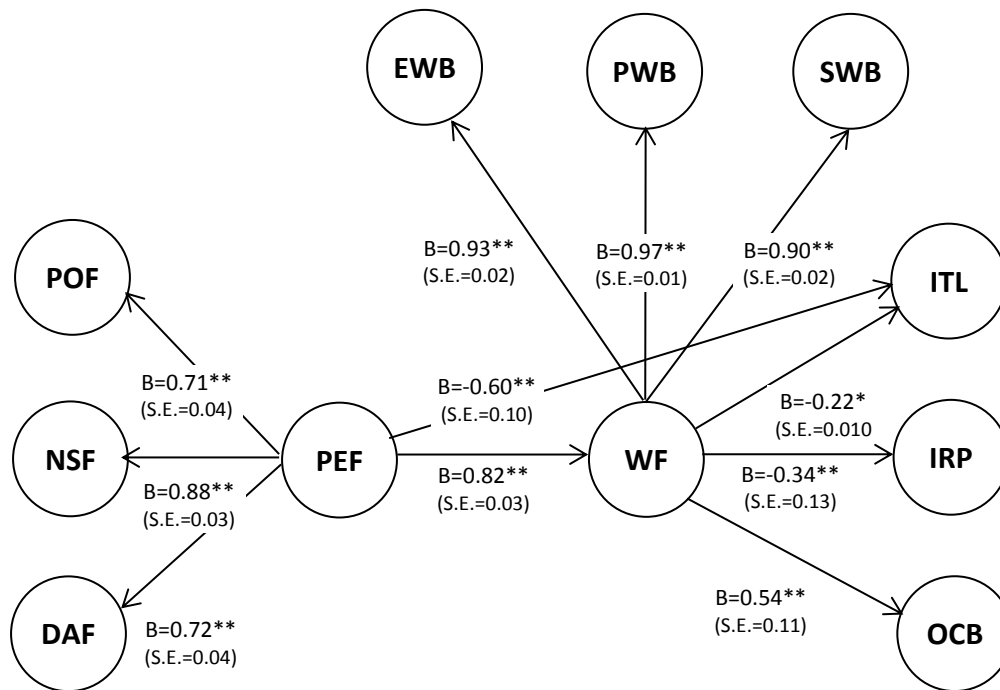 EWB
PWB
SWB
B=0.93**
(S.E.=0.02)
B=0.97**
(S.E.=0.01)
B=0.90**
(S.E.=0.02)
POF
ITL
B=0.71**
(S.E.=0.04)
B=-0.60**
(S.E.=0.10)
B=-0.22*
(S.E.=0.010
NSF
PEF
WF
IRP
B=0.88**
(S.E.=0.03)
B=0.82**
(S.E.=0.03)
B=-0.34**
(S.E.=0.13)
B=0.54**
(S.E.=0.11)
DAF
B=0.72**
(S.E.=0.04)
OCB